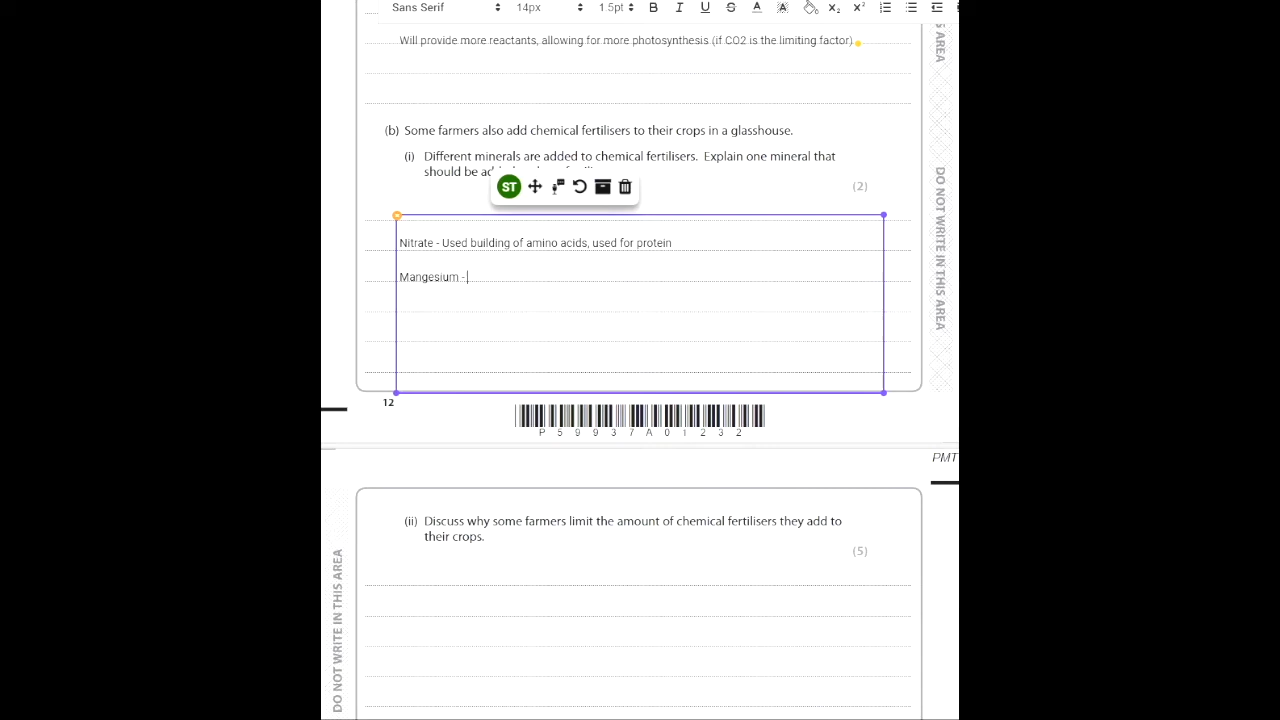 Sans Serif 14px 1.5pt B I U S A A x₂ x²
Will provide more reactants, allowing for more photosynthesis (if CO2 is the limiting factor)
S AREA
(b) Some farmers also add chemical fertilisers to their crops in a glasshouse.
(i) Different minerals are added to chemical fertilisers. Explain one mineral that
should be
ST
(2)
Nitrate - Used building of amino acids, used for protein
Mangesium -
DO NOT WRITE IN THIS AREA
12
P 5 9 9 3 7 A 0 1 2 3 2
PMT
(ii) Discuss why some farmers limit the amount of chemical fertilisers they add to
their crops.
(5)
DO NOT WRITE IN THIS AREA